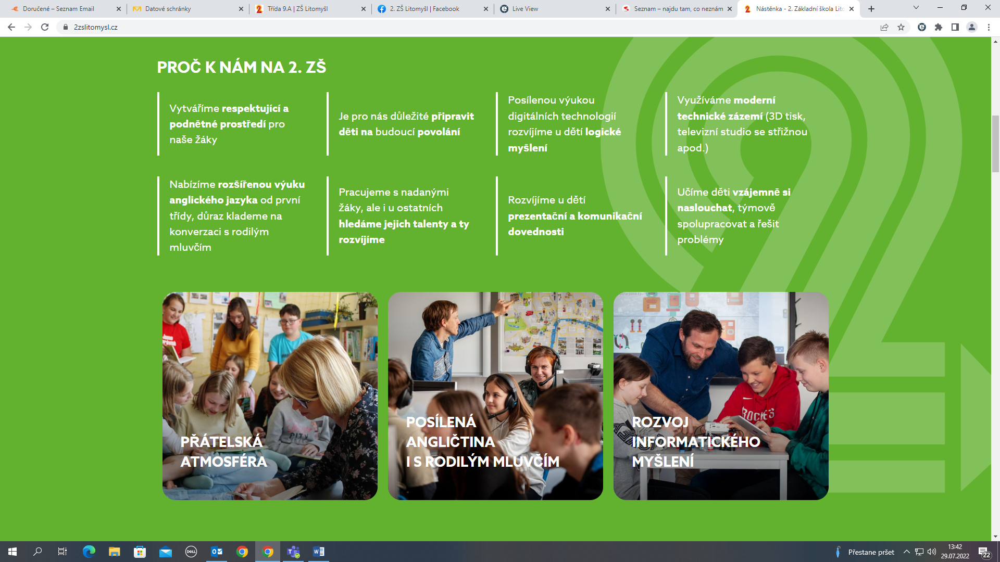 Doručené – Seznam Email
Datové schránky
Třída 9.A | ZŠ Litomyšl
2. ZŠ Litomyšl | Facebook
Live View
Seznam – najdu tam, co neznám
Nástěnka - 2. Základní škola Lito
2zslitomysl.cz
PROČ K NÁM NA 2. ZŠ
Vytváříme respektující a
podnětné prostředí pro
naše žáky
Je pro nás důležité připravit
děti na budoucí povolání
Posílenou výukou
digitálních technologií
rozvíjíme u dětí logické
myšlení
Využíváme moderní
technické zázemí (3D tisk,
televizní studio se střižnou
apod.)
Nabízíme rozšířenou výuku
anglického jazyka od první
třídy, důraz klademe na
konverzaci s rodilým
mluvčím
Pracujeme s nadanými
žáky, ale i u ostatních
hledáme jejich talenty a ty
rozvíjíme
Rozvíjíme u dětí
prezentační a komunikační
dovednosti
Učíme děti vzájemně si
naslouchat, týmově
spolupracovat a řešit
problémy
PŘÁTELSKÁ
ATMOSFÉRA
POSÍLENÁ
ANGLIČTINA
I S RODILÝM MLUVČÍM
ROZVOJ
INFORMATICKÉHO
MYŠLENÍ
Přestane pršet
13:42
29.07.2022
22